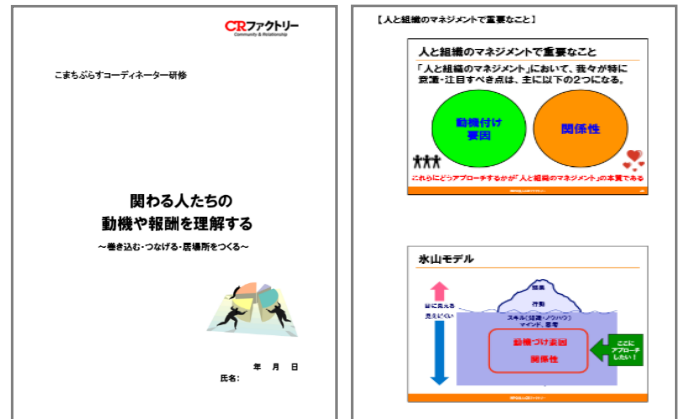 CRファクトリー
Community & Relationship
こまちぷらすコーディネーター研修
関わる人たちの
動機や報酬を理解する
~巻き込む・つなげる・居場所をつくる~
年 月 日
氏名:
【人と組織のマネジメントで重要なこと】
人と組織のマネジメントで重要なこと
「人と組織のマネジメント」において、我々が特に
意識・注目すべき点は、主に以下の2つになる。
動機付け
要因
関係性
これらにどうアプローチするかが「人と組織のマネジメント」の本質である
氷山モデル
結果
行動
目に見える
見えにくい
スキル(知識・ノウハウ)
マインド、思考
動機づけ要因
関係性
ここに
アプローチ
したい!